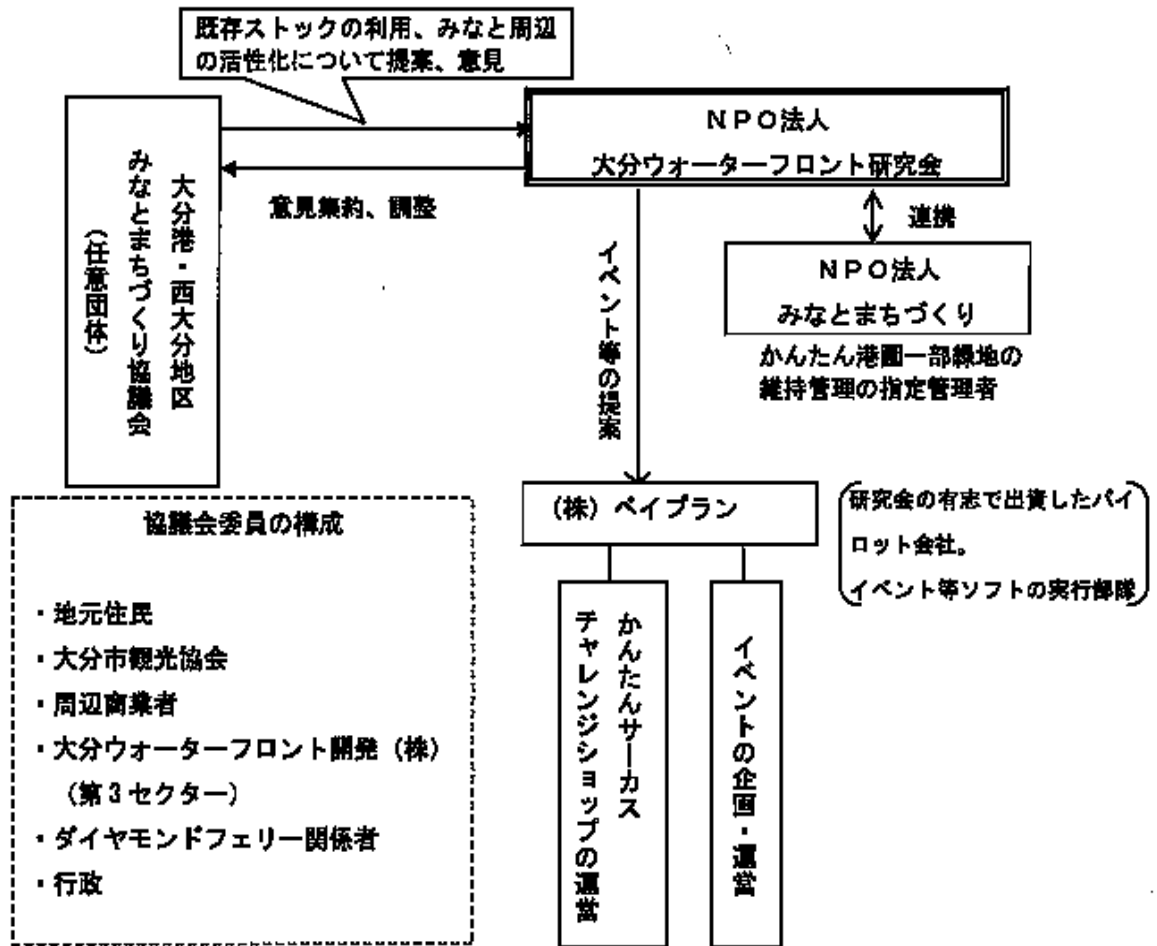 既存ストックの利用、みなと周辺
の活性化について提案、意見
大分港・西大分地区
みなとまちづくり協議会
（任意団体）
意見集約、調整
ＮＰＯ法人
大分ウォーターフロント研究会
連携
ＮＰＯ法人
みなとまちづくり
かんたん港園一部緑地の
維持管理の指定管理者
イベント等の提案
（株）ベイプラン
研究会の有志で出資したパイ
ロット会社。
イベント等ソフトの実行部隊
かんたんサーカス
チャレンジショップの運営
イベントの企画・運営
協議会委員の構成
・地元住民
・大分市観光協会
・周辺商業者
・大分ウォーターフロント開発（株）
（第３セクター）
・ダイヤモンドフェリー関係者
・行政